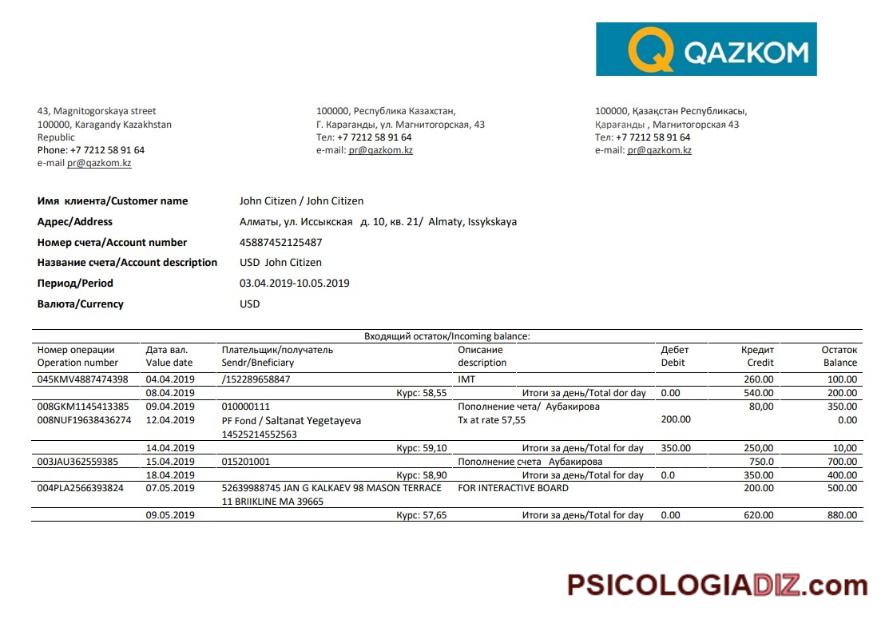 QAZKOM
43, Magnitogorskaya street
100000, Karagandy Kazakhstan
Republic
Phone: +7 7212 58 91 64
e-mail pr@qazkom.kz
100000, Республика Казахстан,
Г. Караганды, ул. Магнитогорская, 43
Тел: +7 7212 58 91 64
e-mail: pr@qazkom.kz
100000, Қазақстан Республикасы,
Қарағанды , Магнитогорская 43
Тел: +7 7212 58 91 64
e-mail: pr@qazkom.kz
Имя клиента/Customer name John Citizen / John Citizen
Адрес/Address Алматы, ул. Иссыкская д. 10, кв. 21/ Almaty, Issykskaya
Номер счета/Account number 45887452125487
Название счета/Account description USD John Citizen
Период/Period 03.04.2019-10.05.2019
Валюта/Currency USD
Входящий остаток/Incoming balance:
Номер операции Дата вал. Плательщик/получатель Описание Дебет Кредит Остаток
Operation number Value date Sendr/Bneficiary description Debit Credit Balance
045KMV4887474398 04.04.2019 /152289658847 IMT 260.00 100.00
08.04.2019 Курс: 58,55 Итоги за день/Total dor day 0.00 540.00 200.00
008GKM1145413385 09.04.2019 010000111 Пополнение чета/ Аубакирова 80,00 350.00
008NUF19638436274 12.04.2019 PF Fond / Saltanat Yegetayeva Tx at rate 57,55 200.00 0.00
14525214552563
14.04.2019 Курс: 59,10 Итоги за день/Total for day 350.00 250,00 10,00
003JAU362559385 15.04.2019 015201001 Пополнение счета Аубакирова 750.0 700.00
18.04.2019 Курс: 58,90 Итоги за день/Total for day 0.0 350.00 400.00
004PLA2566393824 07.05.2019 52639988745 JAN G KALKAEV 98 MASON TERRACE FOR INTERACTIVE BOARD 200.00 500.00
11 BRIIKLINE MA 39665
09.05.2019 Курс: 57,65 Итоги за день/Total for day 0.00 620.00 880.00
PSICOLOGIADIZ.com